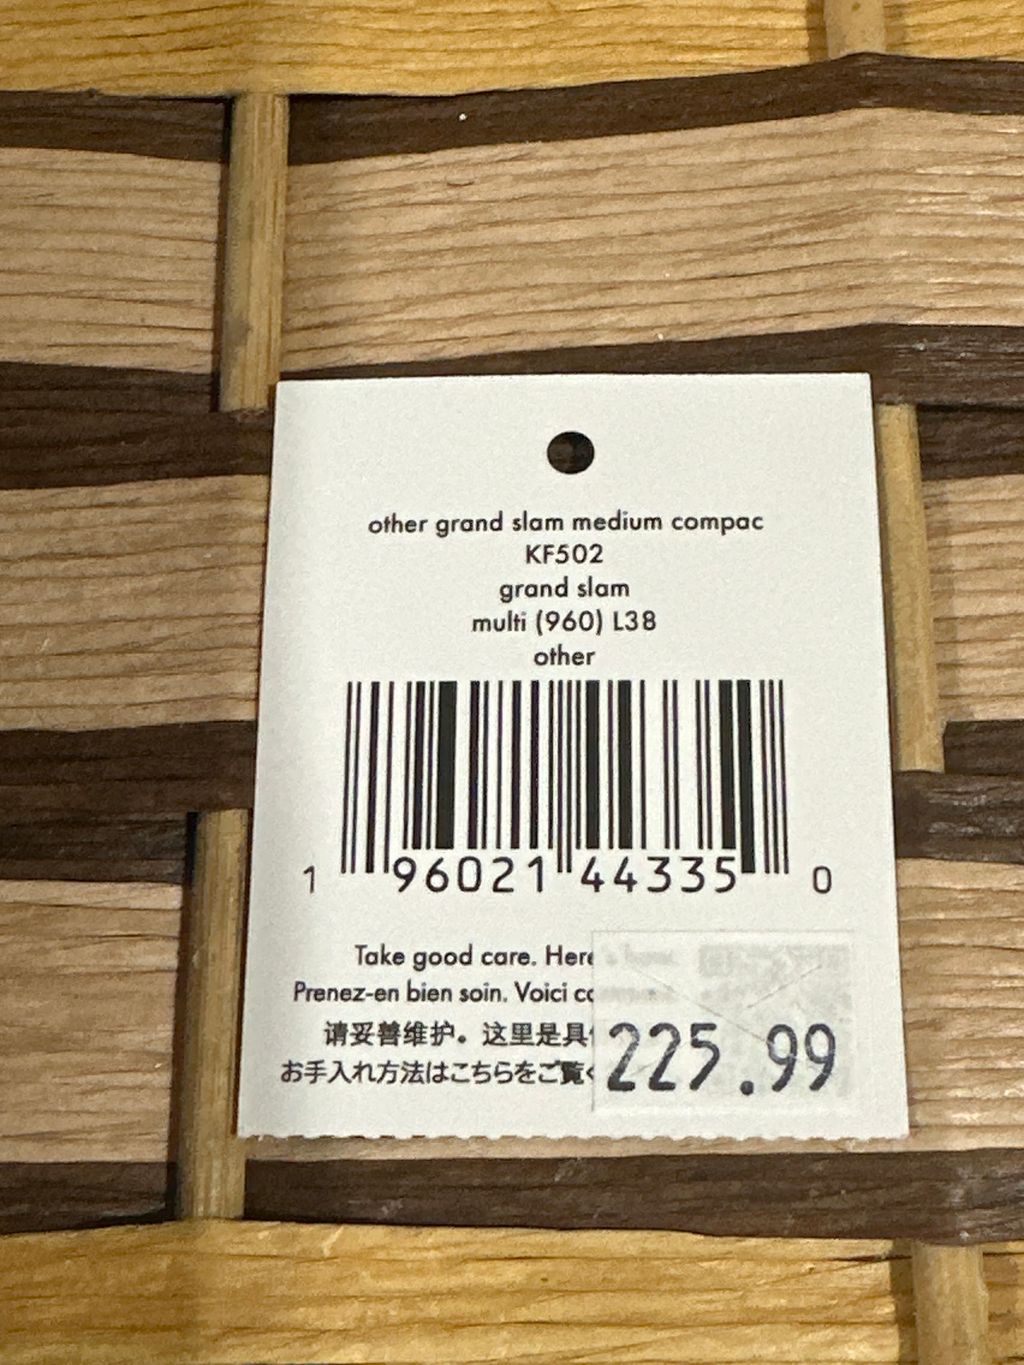 other grand slam medium compac
KF502
grand slam
multi (960) L38
other
1 96021 44335 0
Take good care. Here
Prenez-en bien soin. Voici
请妥善维护。这里是具
お手入れ方法はこちらをご覧く
225.99